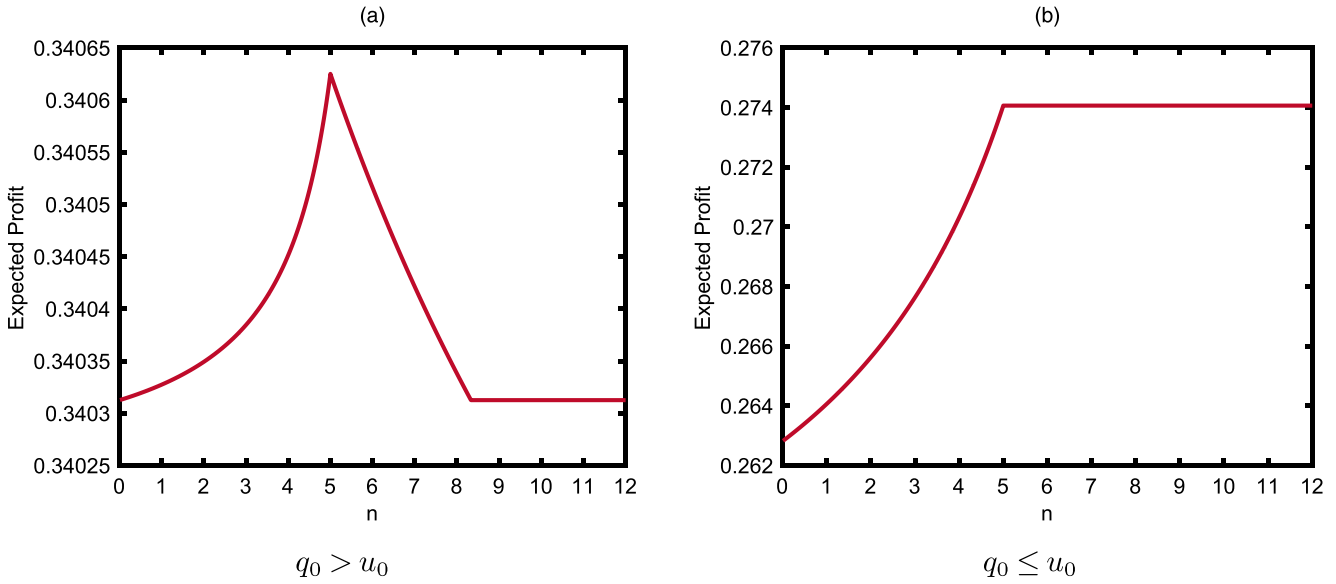 (a)
0.34065
0.3406
0.34055
0.3405
0.34045
0.3404
0.34035
0.3403
0.34025
Expected Profit
0 1 2 3 4 5 6 7 8 9 10 11 12
n
q₀ > u₀
(b)
0.276
0.274
0.272
0.27
0.268
0.266
0.264
0.262
Expected Profit
0 1 2 3 4 5 6 7 8 9 10 11 12
n
q₀ ≤ u₀